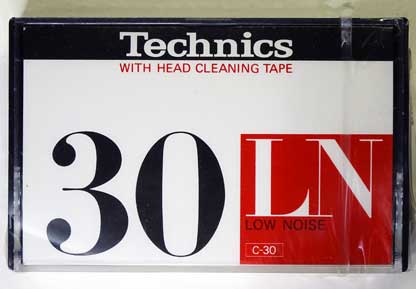 Technics
WITH HEAD CLEANING TAPE
30
LN
LOW NOISE
C-30